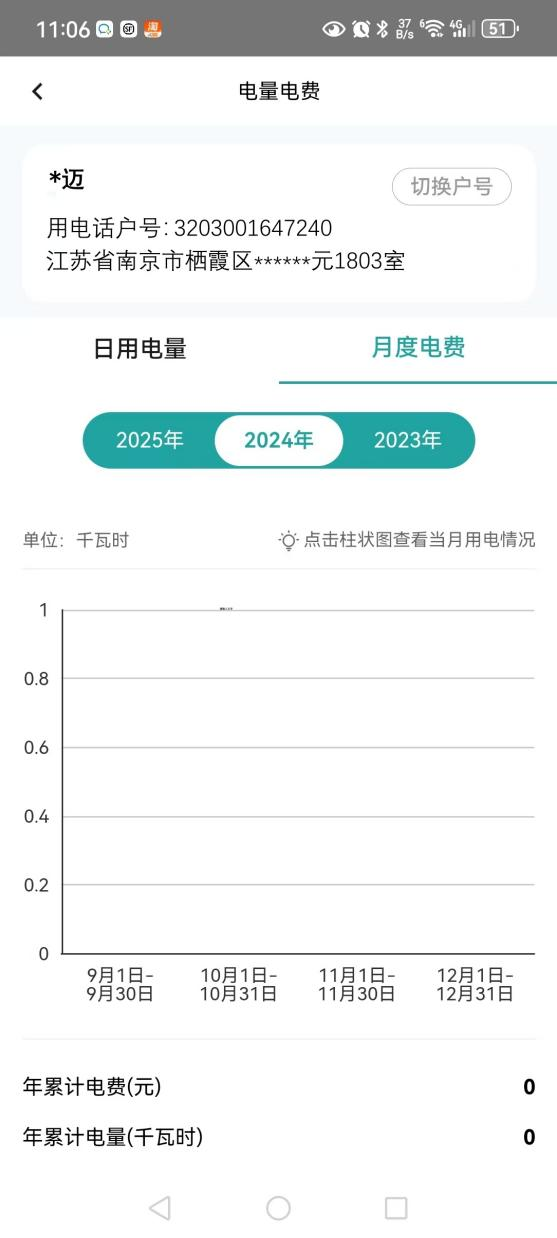 11:06
37
B/s
6
4G
51
电量电费
*迈
切换户号
用电话户号: 3203001647240
江苏省南京市栖霞区******元1803室
日用电量
月度电费
2025年
2024年
2023年
单位: 千瓦时
点击柱状图查看当月用电情况
1
0.8
0.6
0.4
0.2
0
9月1日-
9月30日
10月1日-
10月31日
11月1日-
11月30日
12月1日-
12月31日
年累计电费(元)
0
年累计电量(千瓦时)
0